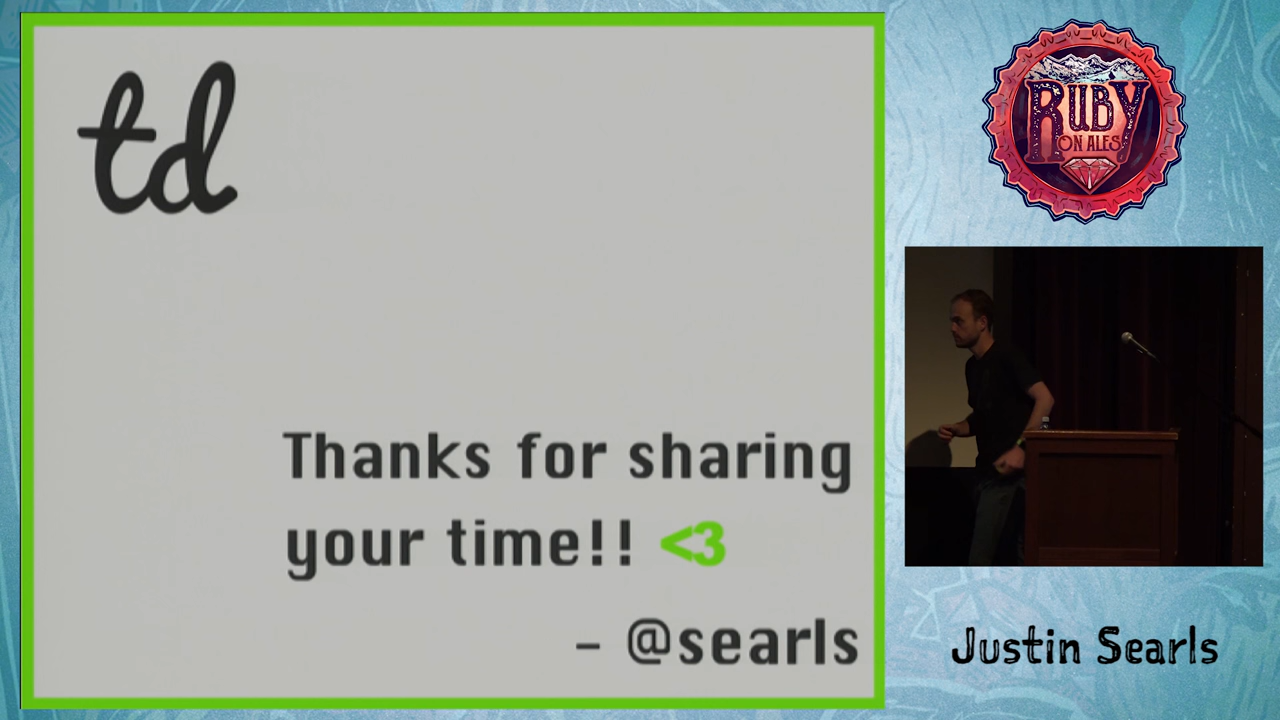 td
Thanks for sharing
your time!! <3
- @searls
RUBY
ON ALES
Justin Searls